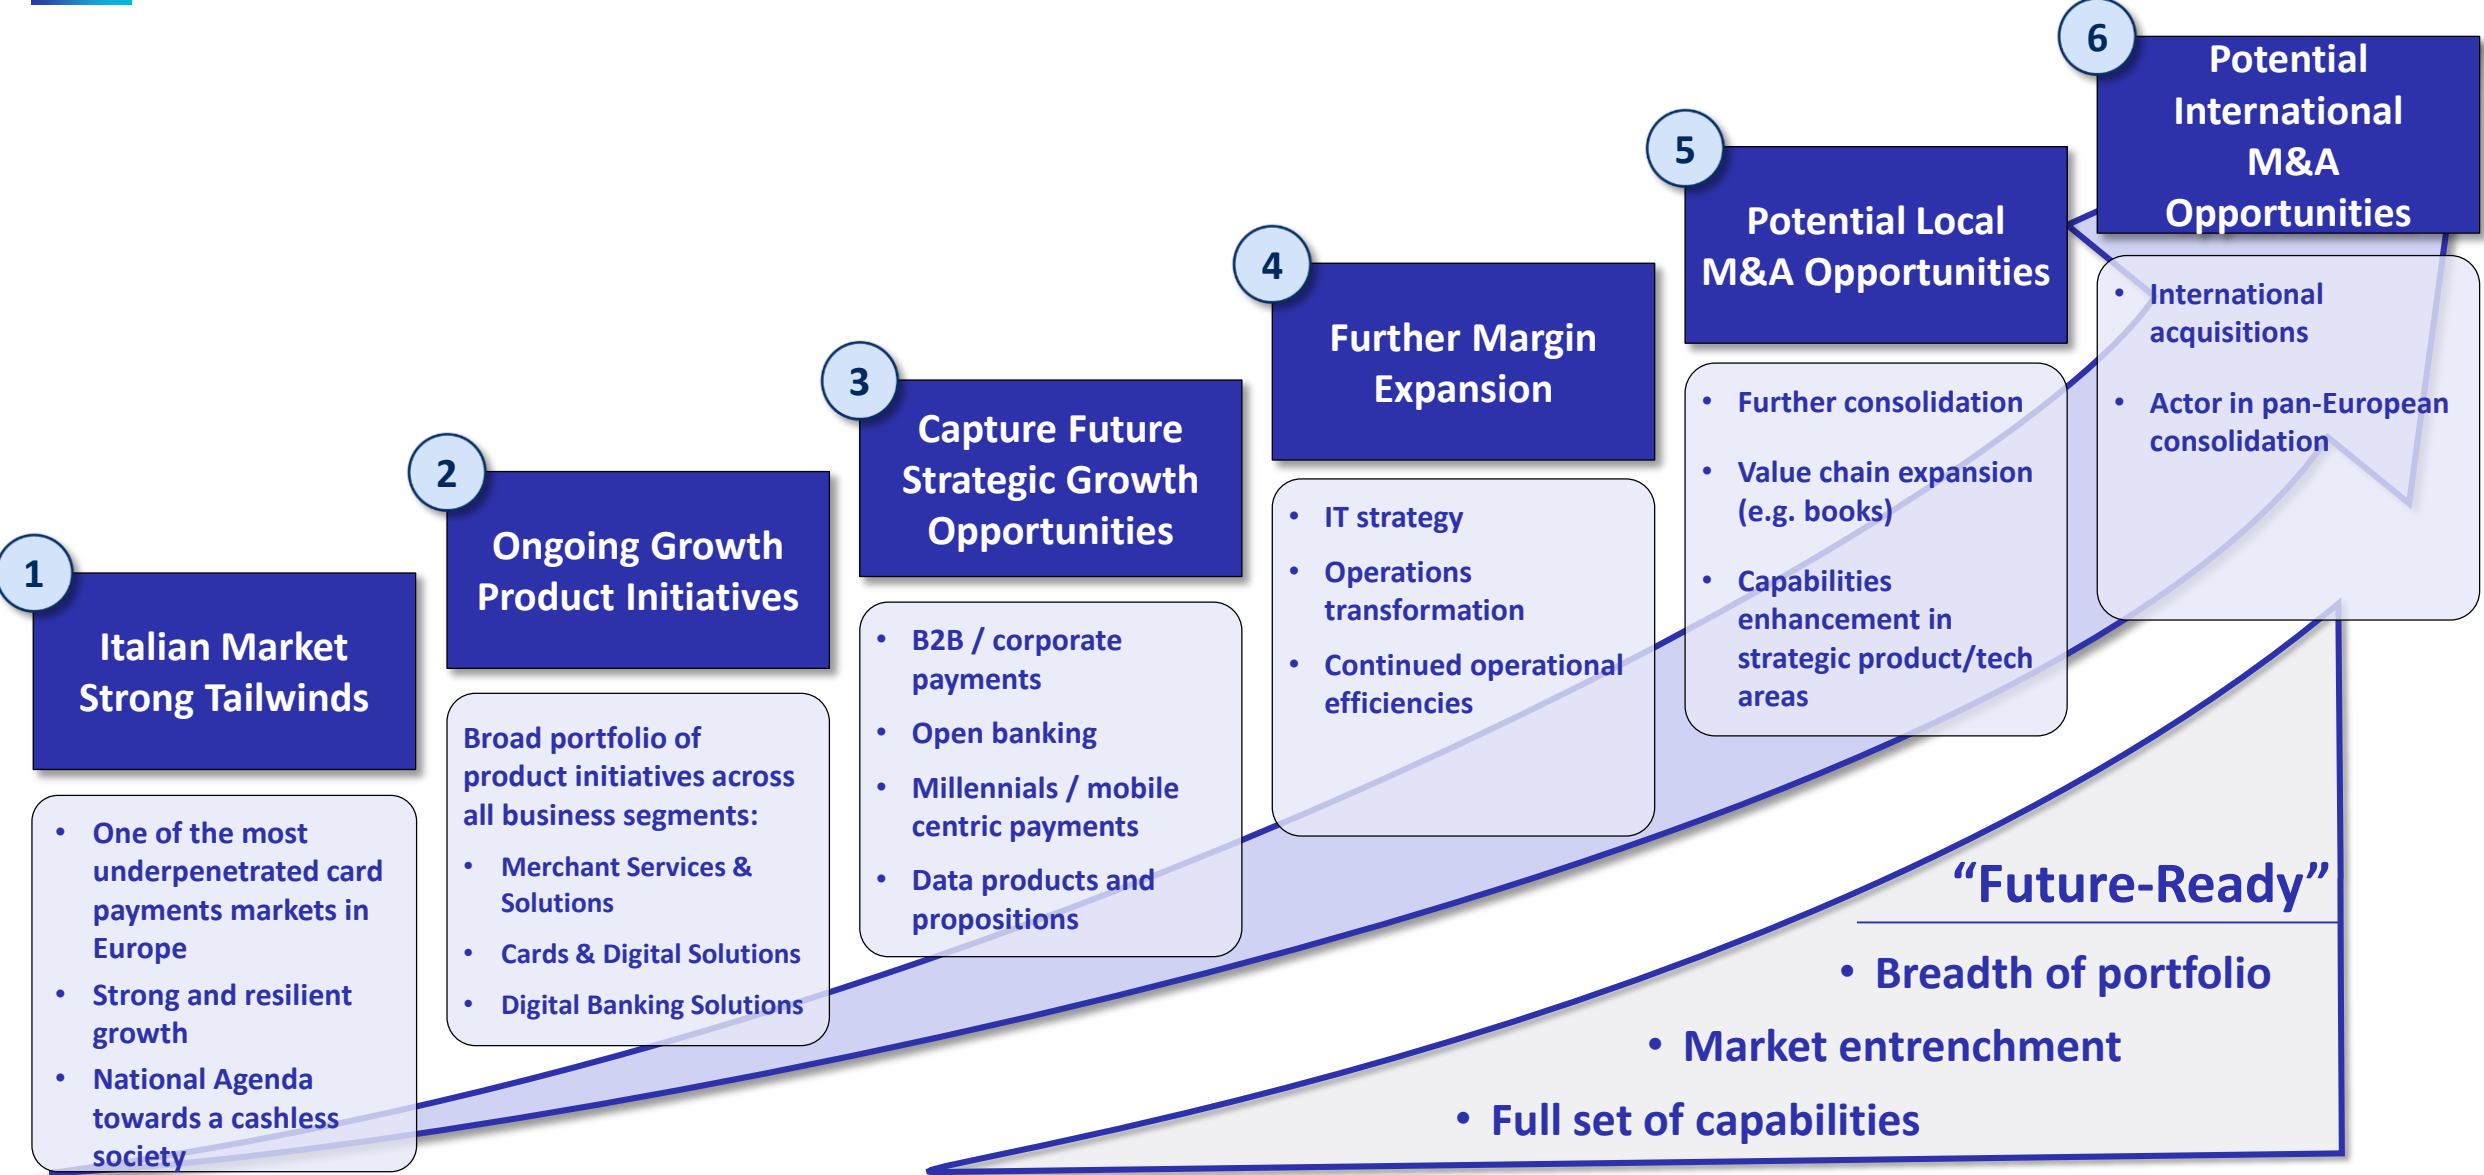 1
Italian Market
Strong Tailwinds
• One of the most
underpenetrated card
payments markets in
Europe
• Strong and resilient
growth
• National Agenda
towards a cashless
society
2
Ongoing Growth
Product Initiatives
Broad portfolio of
product initiatives across
all business segments:
• Merchant Services &
Solutions
• Cards & Digital Solutions
• Digital Banking Solutions
3
Capture Future
Strategic Growth
Opportunities
• B2B / corporate
payments
• Open banking
• Millennials / mobile
centric payments
• Data products and
propositions
4
Further Margin
Expansion
• IT strategy
• Operations
transformation
• Continued operational
efficiencies
5
Potential Local
M&A Opportunities
• Further consolidation
• Value chain expansion
(e.g. books)
• Capabilities
enhancement in
strategic product/tech
areas
6
Potential
International
M&A
Opportunities
• International
acquisitions
• Actor in pan-European
consolidation
“Future-Ready”
• Breadth of portfolio
• Market entrenchment
• Full set of capabilities